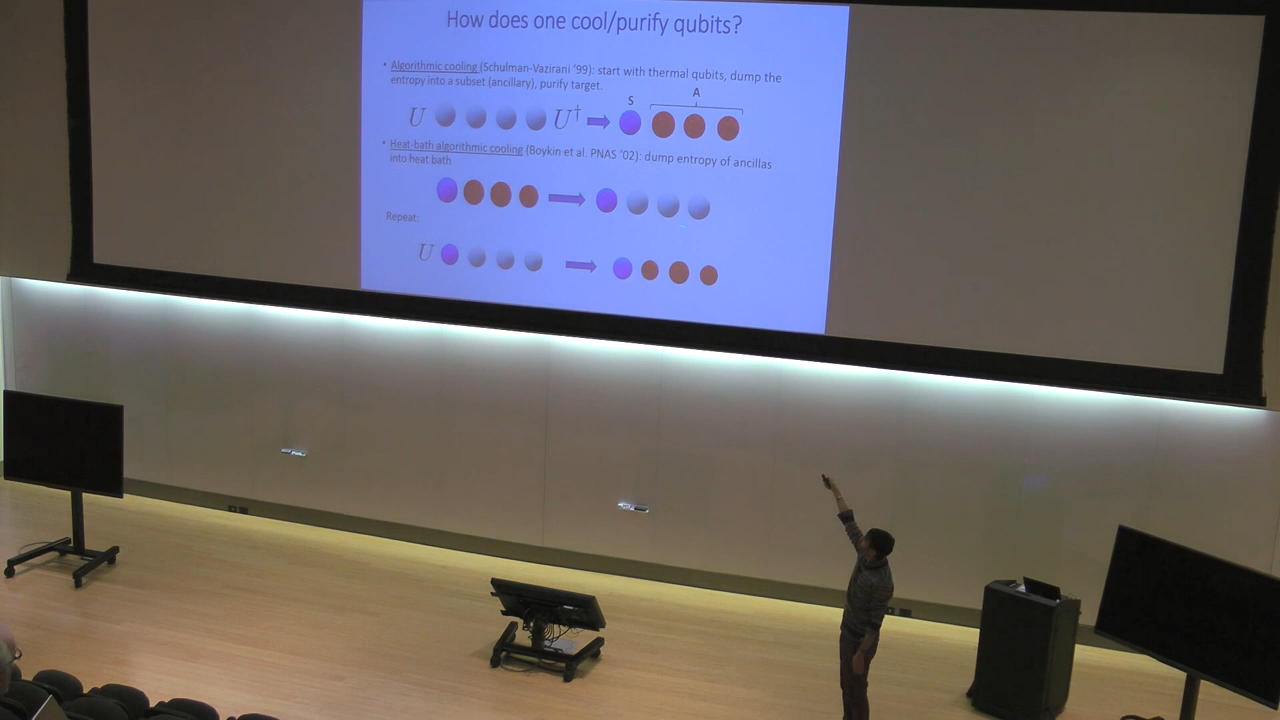 How does one cool/purify qubits?
• Algorithmic cooling (Schulman-Vazirani '99): start with thermal qubits, dump the
entropy into a subset (ancillary), purify target.
S A
U U†
• Heat-bath algorithmic cooling (Boykin et al. PNAS '02): dump entropy of ancillas
into heat bath
Repeat:
U